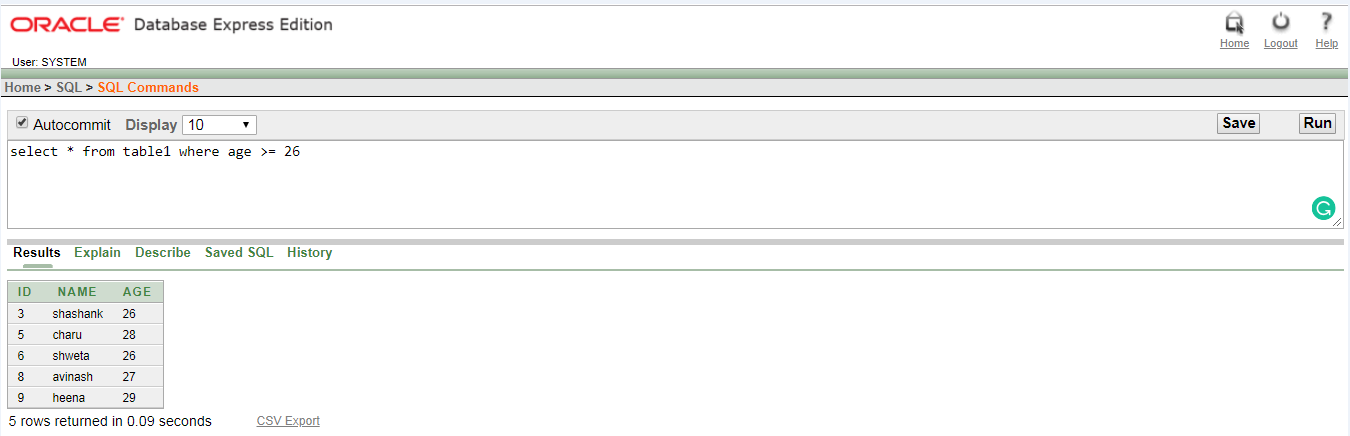 ORACLE Database Express Edition
Home Logout Help
User: SYSTEM
Home > SQL > SQL Commands
Autocommit Display 10 Save Run
select * from table1 where age >= 26
Results Explain Describe Saved SQL History
ID NAME AGE
3 shashank 26
5 charu 28
6 shweta 26
8 avinash 27
9 heena 29
5 rows returned in 0.09 seconds CSV Export